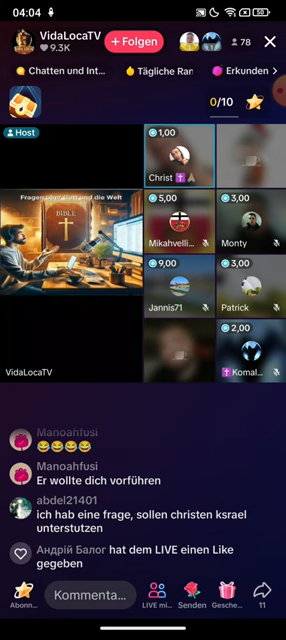 04:04
50
VidaLocaTV
9.3K
+ Folgen
1
78
Chatten und Int...
Tägliche Ran
Erkunden >
0/10
Host
1,00
Christ
Fragen über Gott und die Welt
BIBLE
5,00
3,00
Mikahvelli...
Monty
9,00
3,00
Jannis71
Patrick
2,00
VidaLocaTV
Komal...
Manoahfusi
😂😂😂😂
Manoahfusi
Er wollte dich vorführen
abdel21401
ich hab eine frage, sollen christen ksrael
unterstutzen
Андрій Балог hat dem LIVE einen Like
gegeben
Abonn...
Kommenta...
LIVE mi...
Senden
Gesche...
11